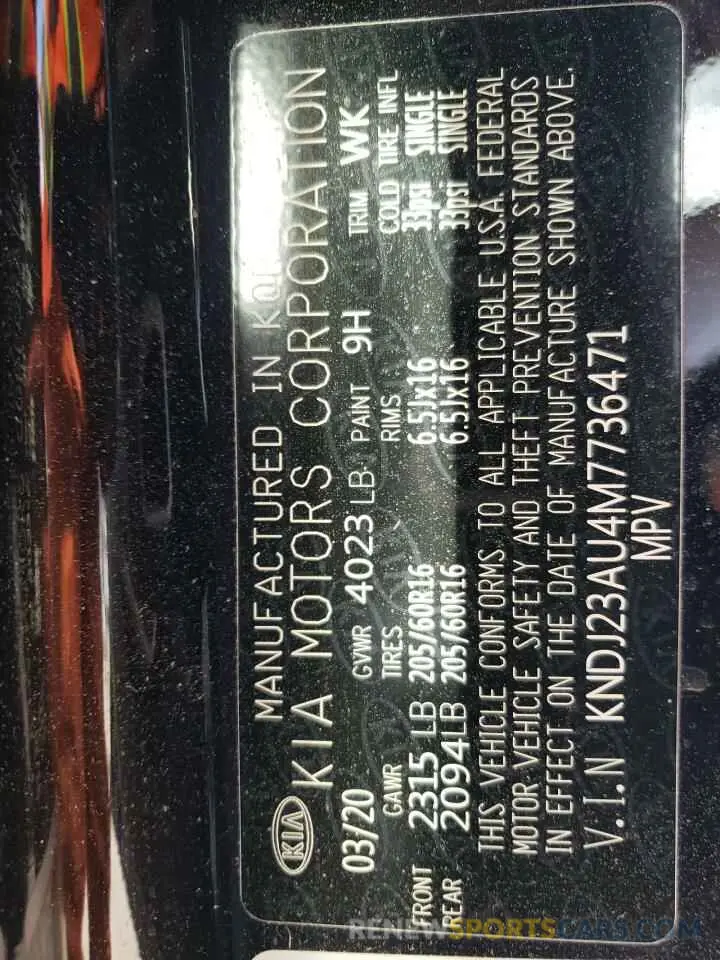 KIA
MANUFACTURED IN
KIA MOTORS CORPORATION
03/20 GVWR 4023 LB PAINT 9H TRIM WK
GAWR TIRES RIMS COLD TIRE INFL
FRONT 2315 LB 205/60R16 6.5Jx16 33psi SINGLE
REAR 2094LB 205/60R16 6.5Jx16 33psi SINGLE
THIS VEHICLE CONFORMS TO ALL APPLICABLE U.S.A. FEDERAL
MOTOR VEHICLE SAFETY AND THEFT PREVENTION STANDARDS
IN EFFECT ON THE DATE OF MANUFACTURE SHOWN ABOVE.
V.I.N KNDJ23AU4M7736471
MPV
RENEWSPORTSCARS.COM